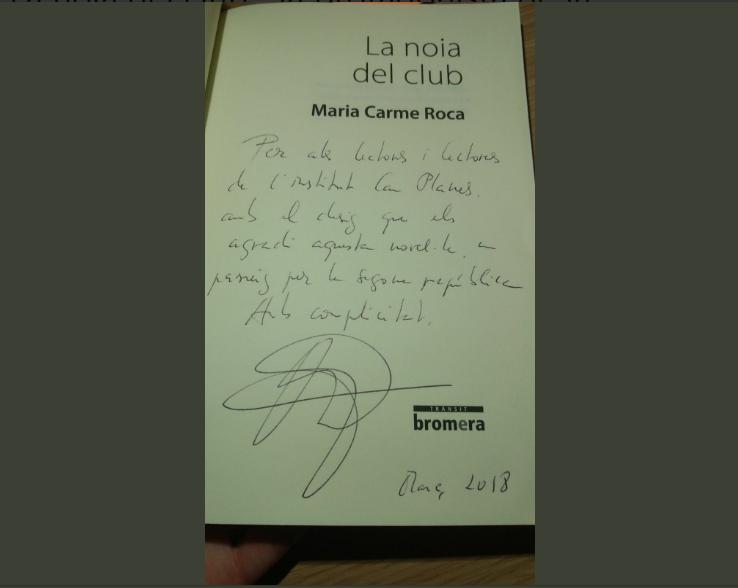 La noia
del club
Maria Carme Roca
Per als lectors i lectores
de l'institut Can Planes,
amb el desig que els
agradi aquesta novel·la, un
passeig per la segona república
Amb complicitat,
TRÀNSIT
bromera
Març 2018